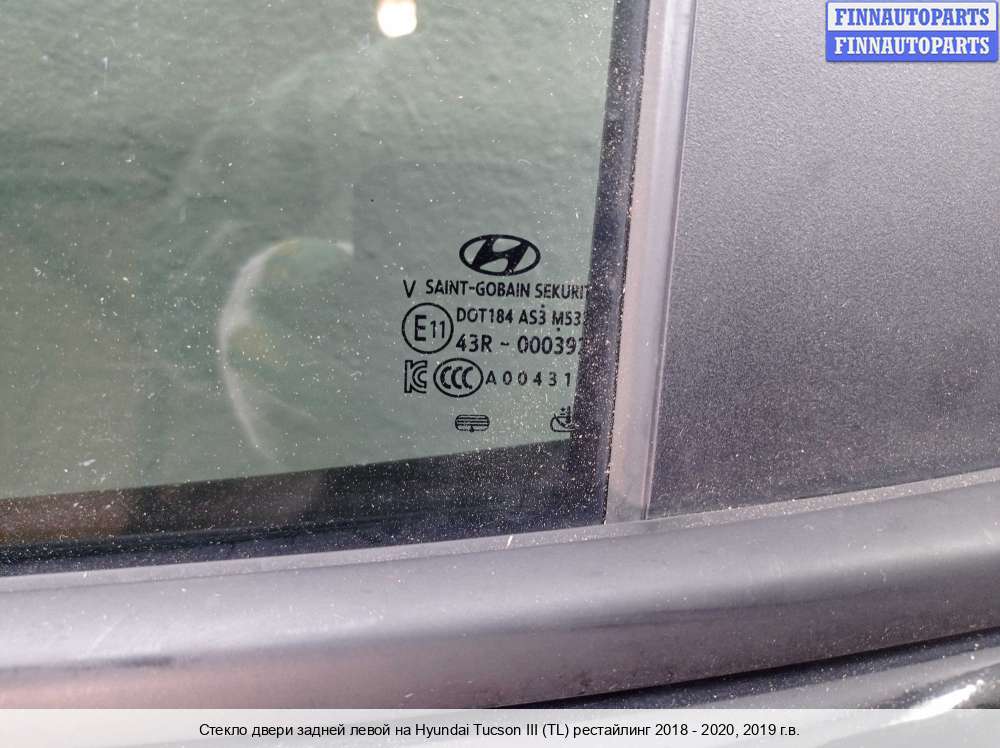 FINNAUTOPARTS
FINNAUTOPARTS
V SAINT-GOBAIN SEKURIT
DOT184 AS3
E11
43R -
CCC
Стекло двери задней левой на Hyundai Tucson III (TL) рестайлинг 2018 - 2020, 2019 г.в.